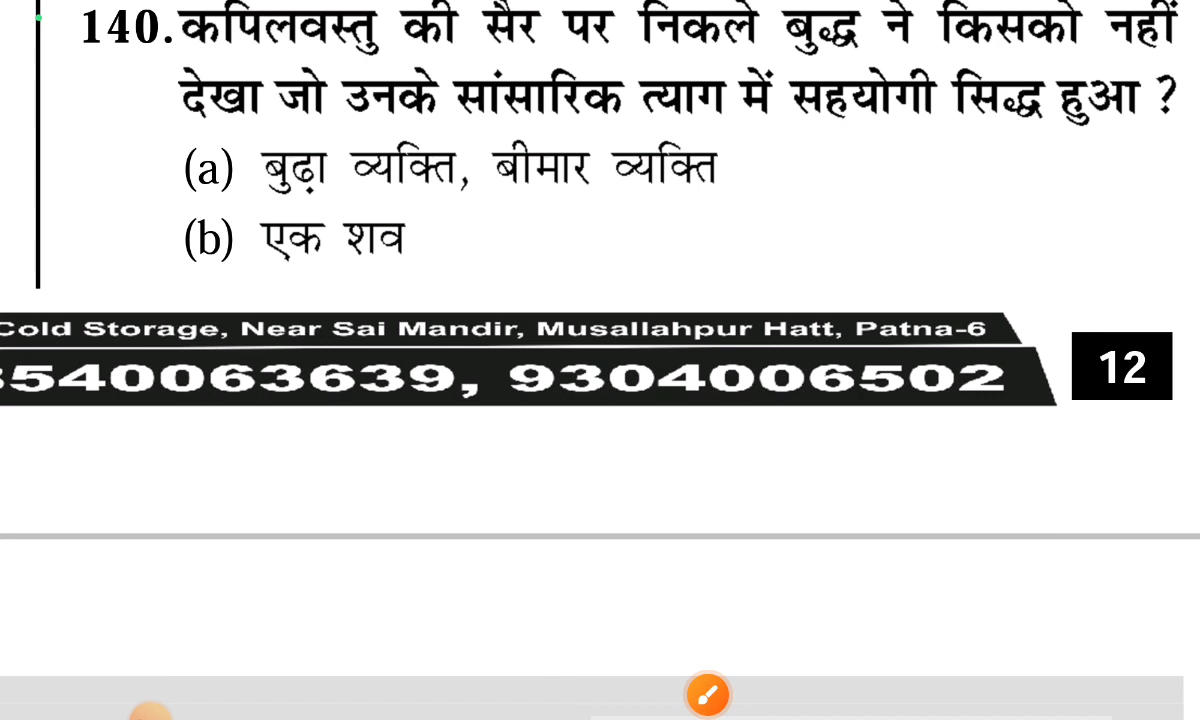 140. कपिलवस्तु की सैर पर निकले बुद्ध ने किसको नहीं
देखा जो उनके सांसारिक त्याग में सहयोगी सिद्ध हुआ ?
(a) बुढ़ा व्यक्ति, बीमार व्यक्ति
(b) एक शव
Cold Storage, Near Sai Mandir, Musallahpur Hatt, Patna-6
540063639, 9304006502
12